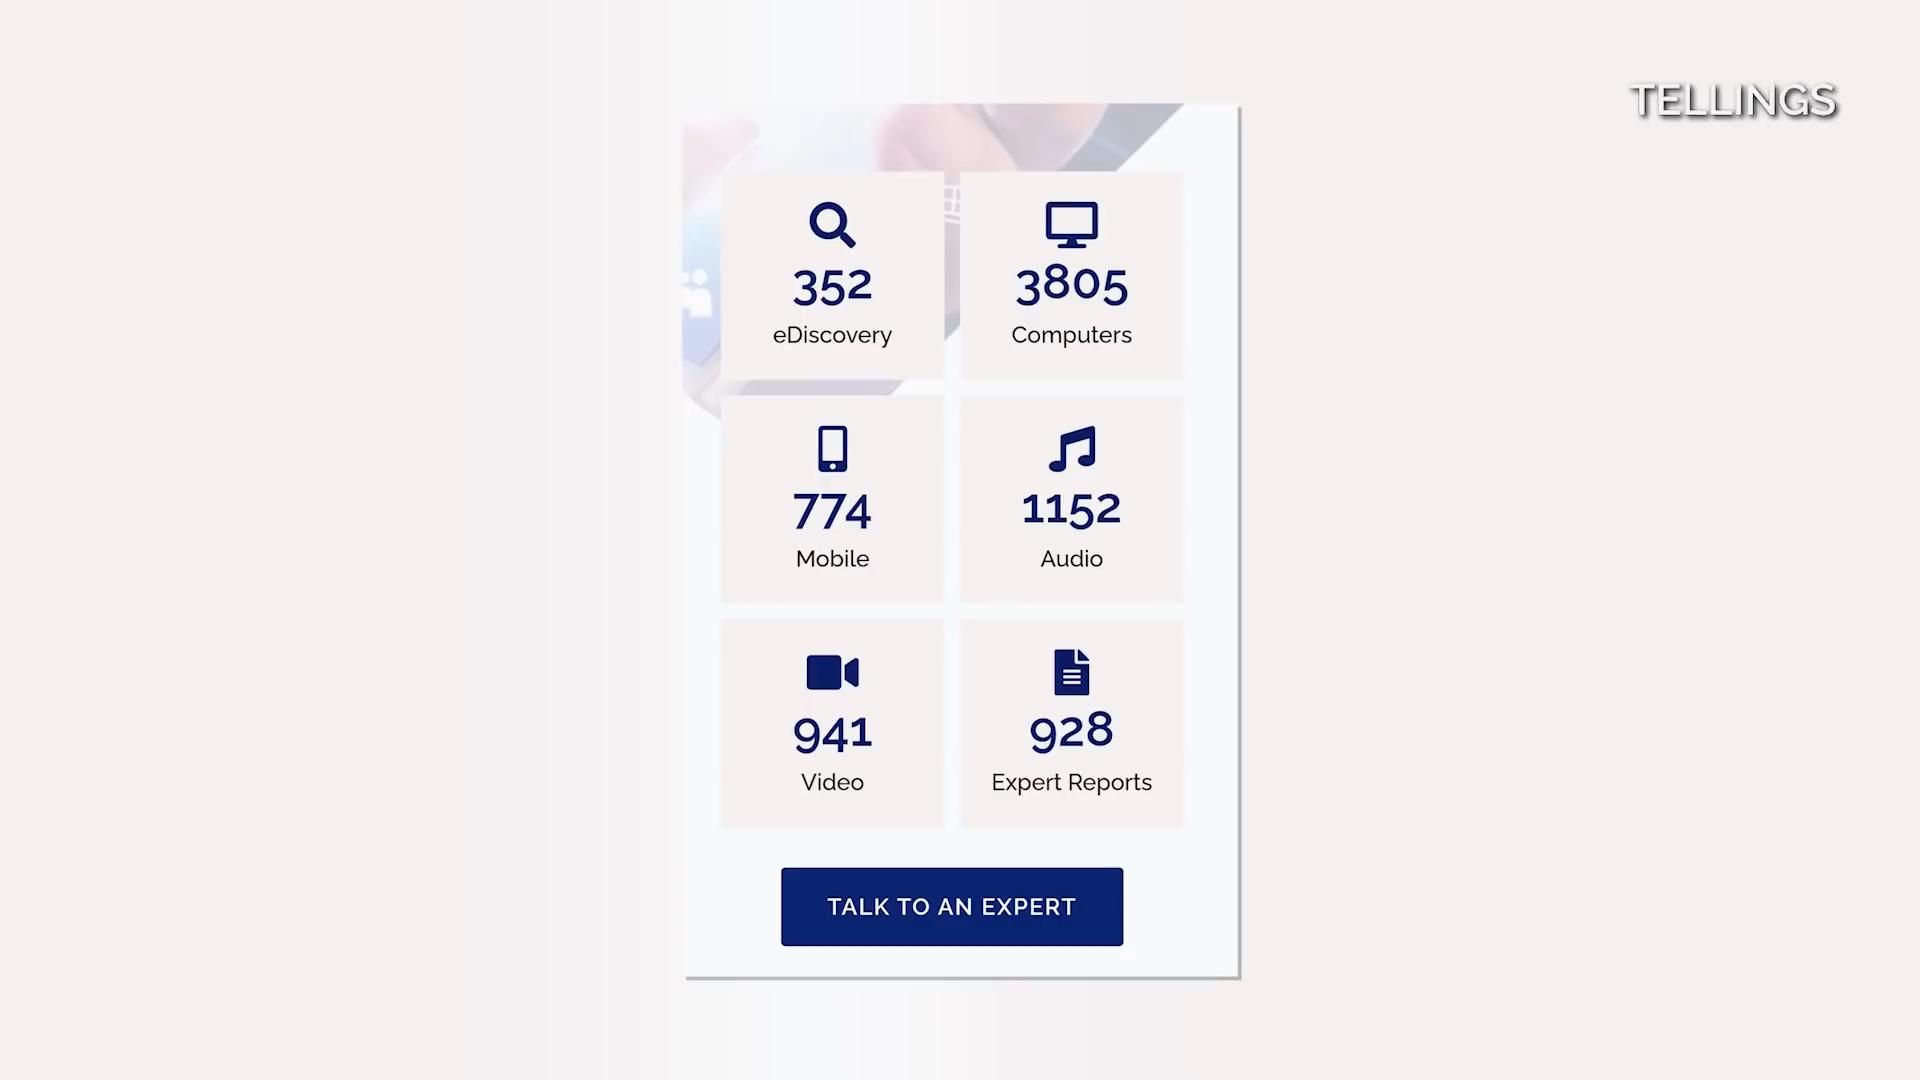 TELLINGS
352
eDiscovery
3805
Computers
774
Mobile
1152
Audio
941
Video
928
Expert Reports
TALK TO AN EXPERT